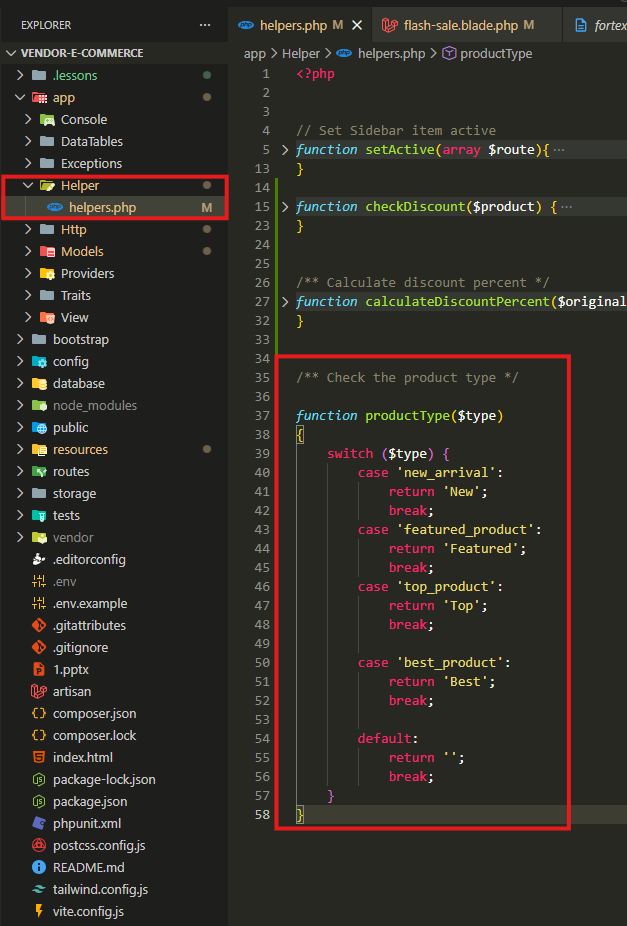 EXPLORER ...
VENDOR-E-COMMERCE
.lessons
app
Console
DataTables
Exceptions
Helper
helpers.php M
Http
Models
Providers
Traits
View
bootstrap
config
database
node_modules
public
resources
routes
storage
tests
vendor
.editorconfig
.env
.env.example
.gitattributes
.gitignore
1.pptx
artisan
composer.json
composer.lock
index.html
package-lock.json
package.json
phpunit.xml
postcss.config.js
README.md
tailwind.config.js
vite.config.js
helpers.php M × flash-sale.blade.php M fortex
app > Helper > helpers.php > productType
1 <?php
2
3
4 // Set Sidebar item active
5 function setActive(array $route){ ...
13 }
14
15 function checkDiscount($product) { ...
26 }
24
25
26 /** Calculate discount percent */
27 function calculateDiscountPercent($original
32 }
33
34
35 /** Check the product type */
36
37 function productType($type)
38 {
39 switch ($type) {
40 case 'new_arrival':
41 return 'New';
42 break;
43 case 'featured_product':
44 return 'Featured';
45 break;
46 case 'top_product':
47 return 'Top';
48 break;
49
50 case 'best_product':
51 return 'Best';
52 break;
53
54 default:
55 return '';
56 break;
57 }
58 }